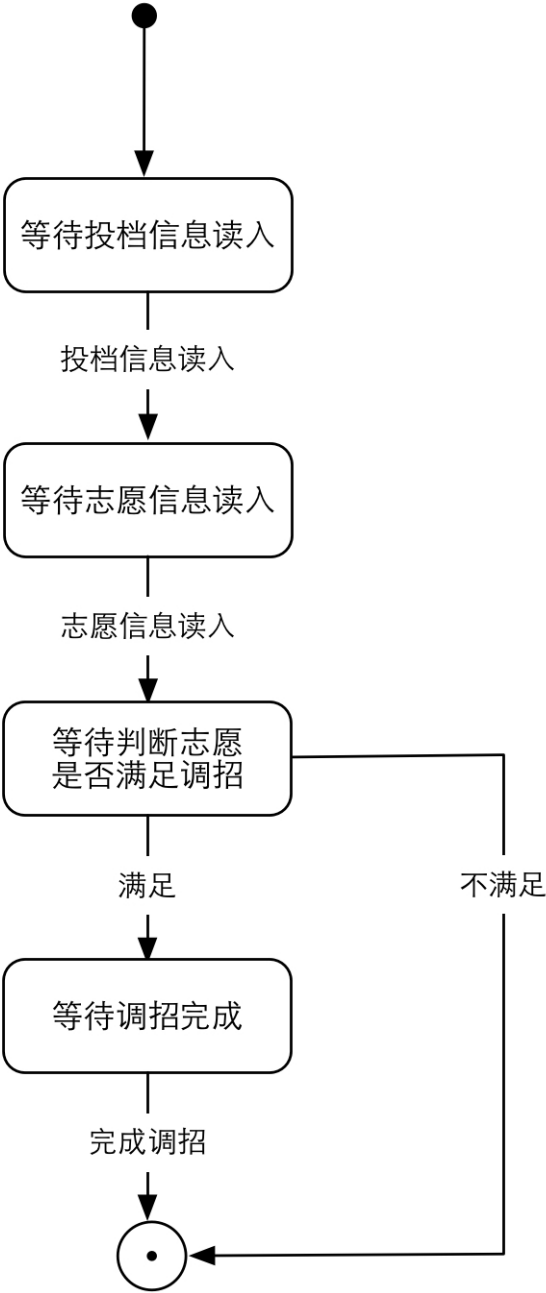 等待投档信息读入
投档信息读入
等待志愿信息读入
志愿信息读入
等待判断志愿
是否满足调招
满足
不满足
等待调招完成
完成调招